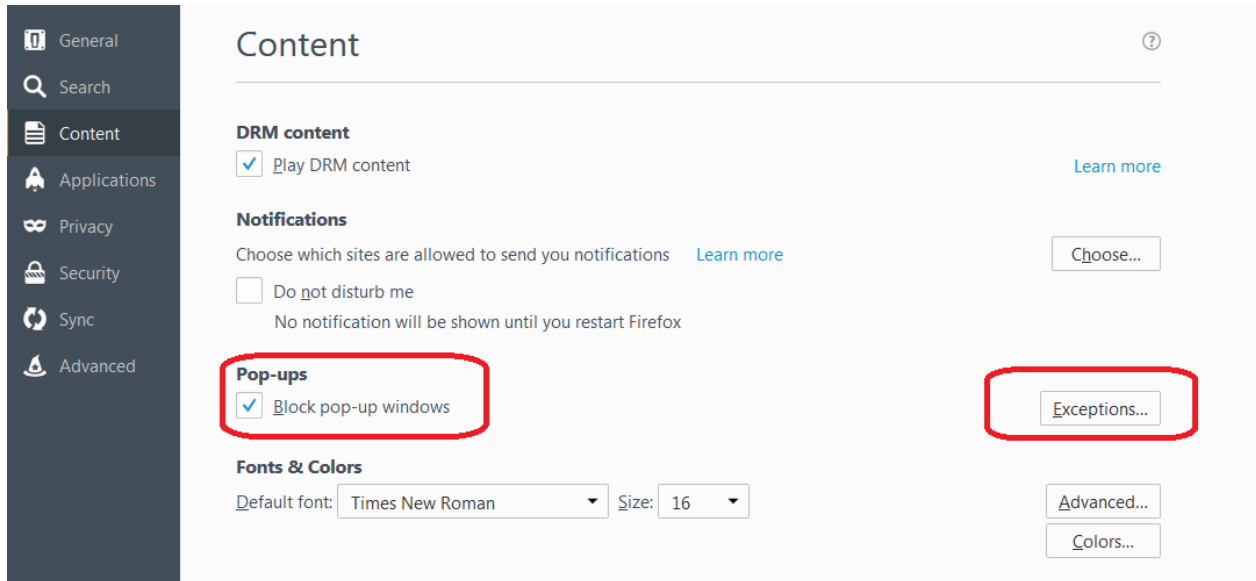 General
Search
Content
Applications
Privacy
Security
Sync
Advanced
Content
DRM content
Play DRM content
Learn more
Notifications
Choose which sites are allowed to send you notifications Learn more
Choose...
Do not disturb me
No notification will be shown until you restart Firefox
Pop-ups
Block pop-up windows
Exceptions...
Fonts & Colors
Default font: Times New Roman Size: 16
Advanced...
Colors...